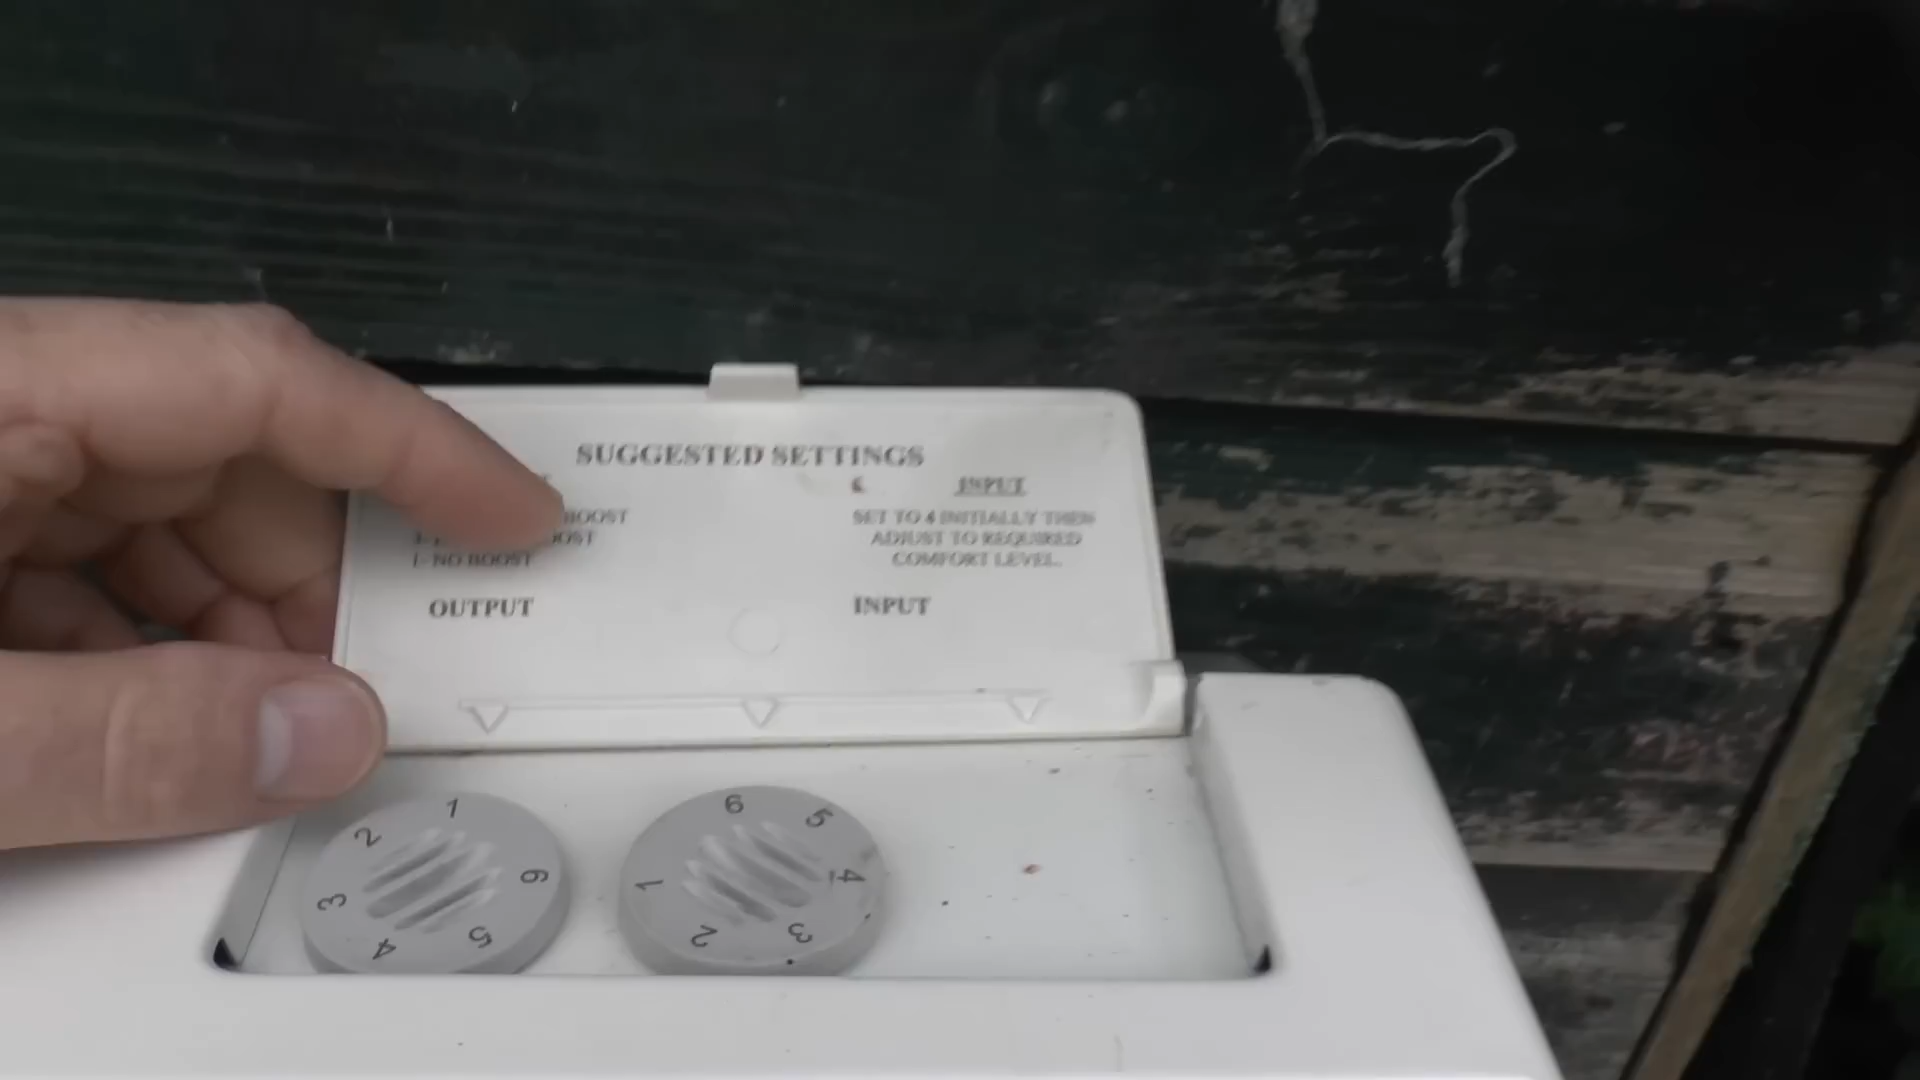 SUGGESTED SETTINGS
INPUT
BOOST
SET TO 4 INITIALLY THEN
BOOST
ADJUST TO REQUIRED
1- NO BOOST
COMFORT LEVEL.
OUTPUT
INPUT
1 2 3 4 5 6
6 5 4 3 2 1